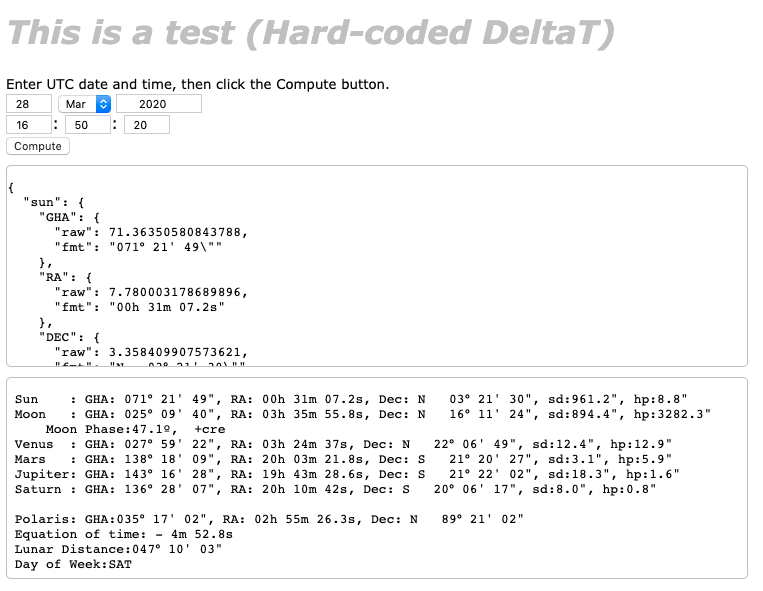 This is a test (Hard-coded DeltaT)
Enter UTC date and time, then click the Compute button.
28 Mar 2020
16 : 50 : 20
Compute
{
"sun": {
"GHA": {
"raw": 71.36350580843788,
"fmt": "071° 21' 49\""
},
"RA": {
"raw": 7.780003178689896,
"fmt": "00h 31m 07.2s"
},
"DEC": {
"raw": 3.358409907573621,
"fmt": "N 03° 21' 30\""
Sun : GHA: 071° 21' 49", RA: 00h 31m 07.2s, Dec: N 03° 21' 30", sd:961.2", hp:8.8"
Moon : GHA: 025° 09' 40", RA: 03h 35m 55.8s, Dec: N 16° 11' 24", sd:894.4", hp:3282.3"
Moon Phase:47.1º, +cre
Venus : GHA: 027° 59' 22", RA: 03h 24m 37s, Dec: N 22° 06' 49", sd:12.4", hp:12.9"
Mars : GHA: 138° 18' 09", RA: 20h 03m 21.8s, Dec: S 21° 20' 27", sd:3.1", hp:5.9"
Jupiter: GHA: 143° 16' 28", RA: 19h 43m 28.6s, Dec: S 21° 22' 02", sd:18.3", hp:1.6"
Saturn : GHA: 136° 28' 07", RA: 20h 10m 42s, Dec: S 20° 06' 17", sd:8.0", hp:0.8"
Polaris: GHA:035° 17' 02", RA: 02h 55m 26.3s, Dec: N 89° 21' 02"
Equation of time: - 4m 52.8s
Lunar Distance:047° 10' 03"
Day of Week:SAT